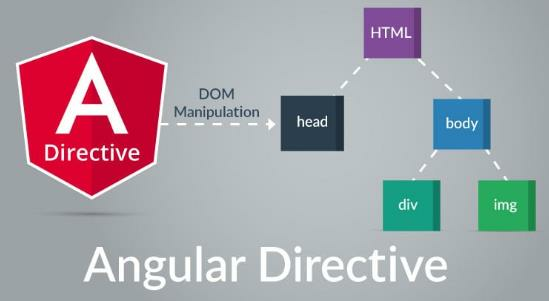 HTML
A
Directive
DOM
Manipulation
head
body
div
img
Angular Directive